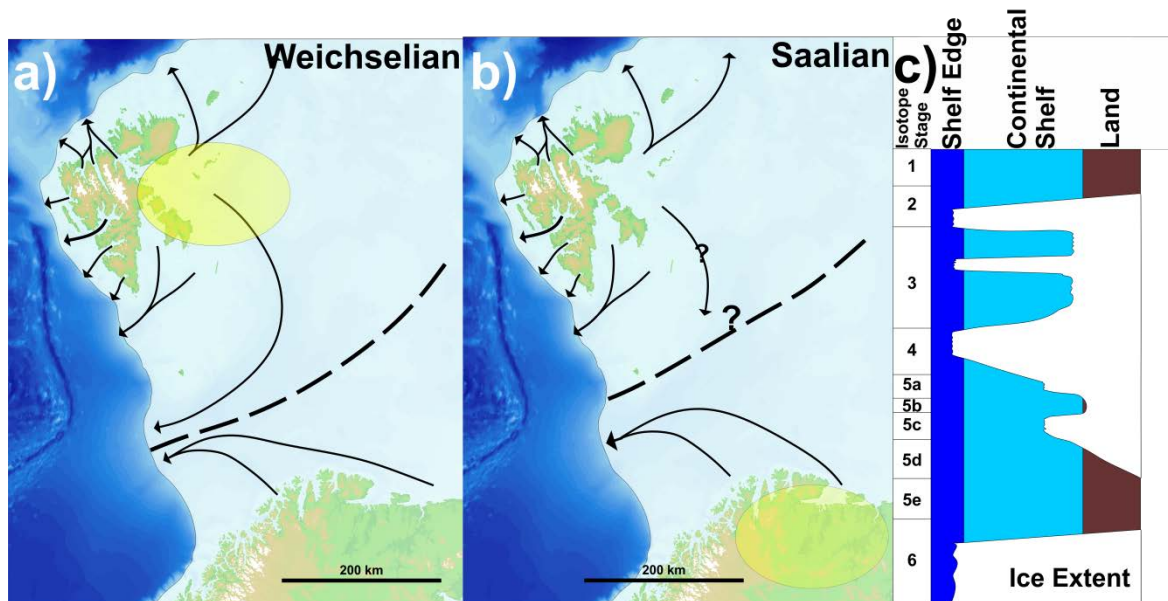 a)
Weichselian
200 km
b)
Saalian
?
?
200 km
c)
Isotope
Stage
Shelf Edge
Continental
Shelf
Land
1
2
3
4
5a
5b
5c
5d
5e
6
Ice Extent